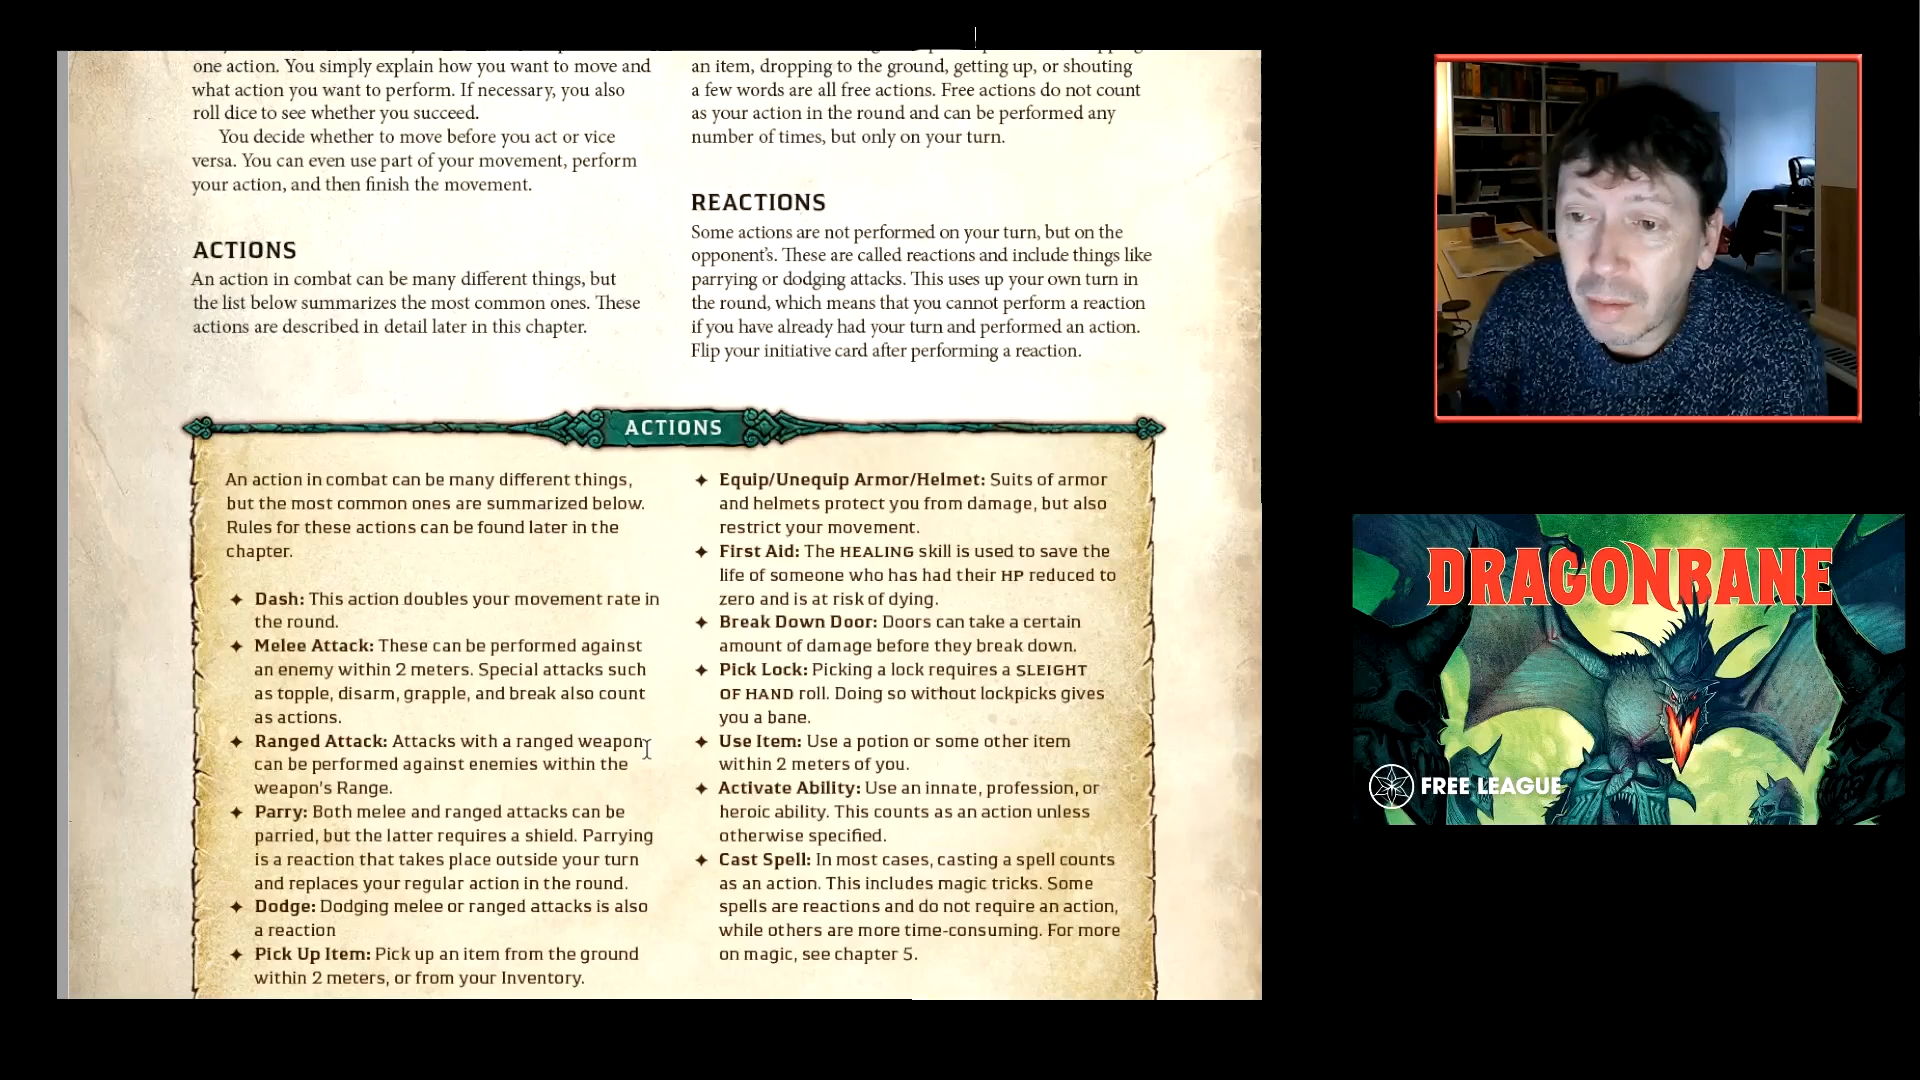 one action. You simply explain how you want to move and
what action you want to perform. If necessary, you also
roll dice to see whether you succeed.
You decide whether to move before you act or vice
versa. You can even use part of your movement, perform
your action, and then finish the movement.
ACTIONS
An action in combat can be many different things, but
the list below summarizes the most common ones. These
actions are described in detail later in this chapter.
an item, dropping to the ground, getting up, or shouting
a few words are all free actions. Free actions do not count
as your action in the round and can be performed any
number of times, but only on your turn.
REACTIONS
Some actions are not performed on your turn, but on the
opponent's. These are called reactions and include things like
parrying or dodging attacks. This uses up your own turn in
the round, which means that you cannot perform a reaction
if you have already had your turn and performed an action.
Flip your initiative card after performing a reaction.
ACTIONS
An action in combat can be many different things,
but the most common ones are summarized below.
Rules for these actions can be found later in the
chapter.
✦ Dash: This action doubles your movement rate in
the round.
✦ Melee Attack: These can be performed against
an enemy within 2 meters. Special attacks such
as topple, disarm, grapple, and break also count
as actions.
✦ Ranged Attack: Attacks with a ranged weapon
can be performed against enemies within the
weapon's Range.
✦ Parry: Both melee and ranged attacks can be
parried, but the latter requires a shield. Parrying
is a reaction that takes place outside your turn
and replaces your regular action in the round.
✦ Dodge: Dodging melee or ranged attacks is also
a reaction
✦ Pick Up Item: Pick up an item from the ground
within 2 meters, or from your Inventory.
✦ Equip/Unequip Armor/Helmet: Suits of armor
and helmets protect you from damage, but also
restrict your movement.
✦ First Aid: The HEALING skill is used to save the
life of someone who has had their HP reduced to
zero and is at risk of dying.
✦ Break Down Door: Doors can take a certain
amount of damage before they break down.
✦ Pick Lock: Picking a lock requires a SLEIGHT
OF HAND roll. Doing so without lockpicks gives
you a bane.
✦ Use Item: Use a potion or some other item
within 2 meters of you.
✦ Activate Ability: Use an innate, profession, or
heroic ability. This counts as an action unless
otherwise specified.
✦ Cast Spell: In most cases, casting a spell counts
as an action. This includes magic tricks. Some
spells are reactions and do not require an action,
while others are more time-consuming. For more
on magic, see chapter 5.
DRAGONBANE
FREE LEAGUE